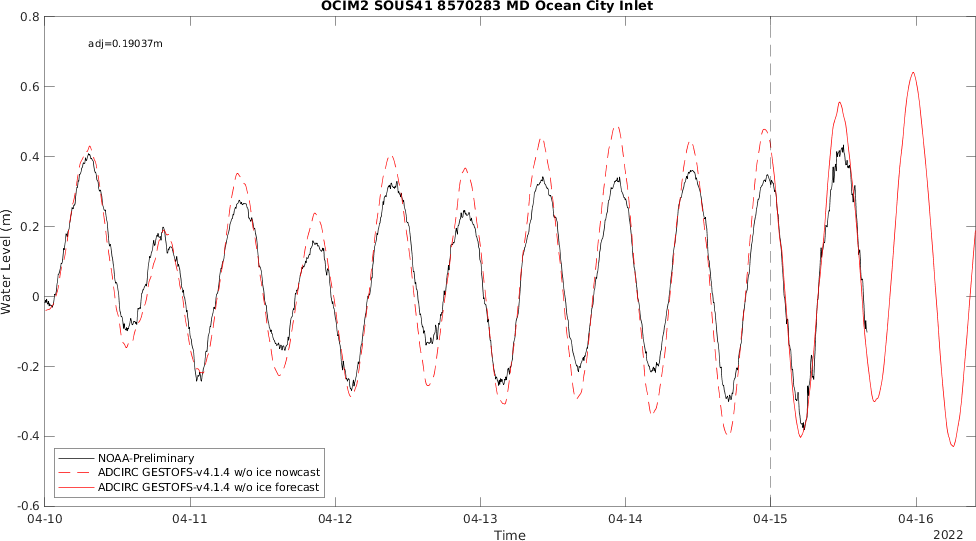 OCIM2 SOUS41 8570283 MD Ocean City Inlet
0.8
adj=0.19037m
0.6
0.4
0.2
0
-0.2
-0.4
-0.6
Water Level (m)
NOAA-Preliminary
ADCIRC GESTOFS-v4.1.4 w/o ice nowcast
ADCIRC GESTOFS-v4.1.4 w/o ice forecast
04-10 04-11 04-12 04-13 04-14 04-15 04-16
Time
2022